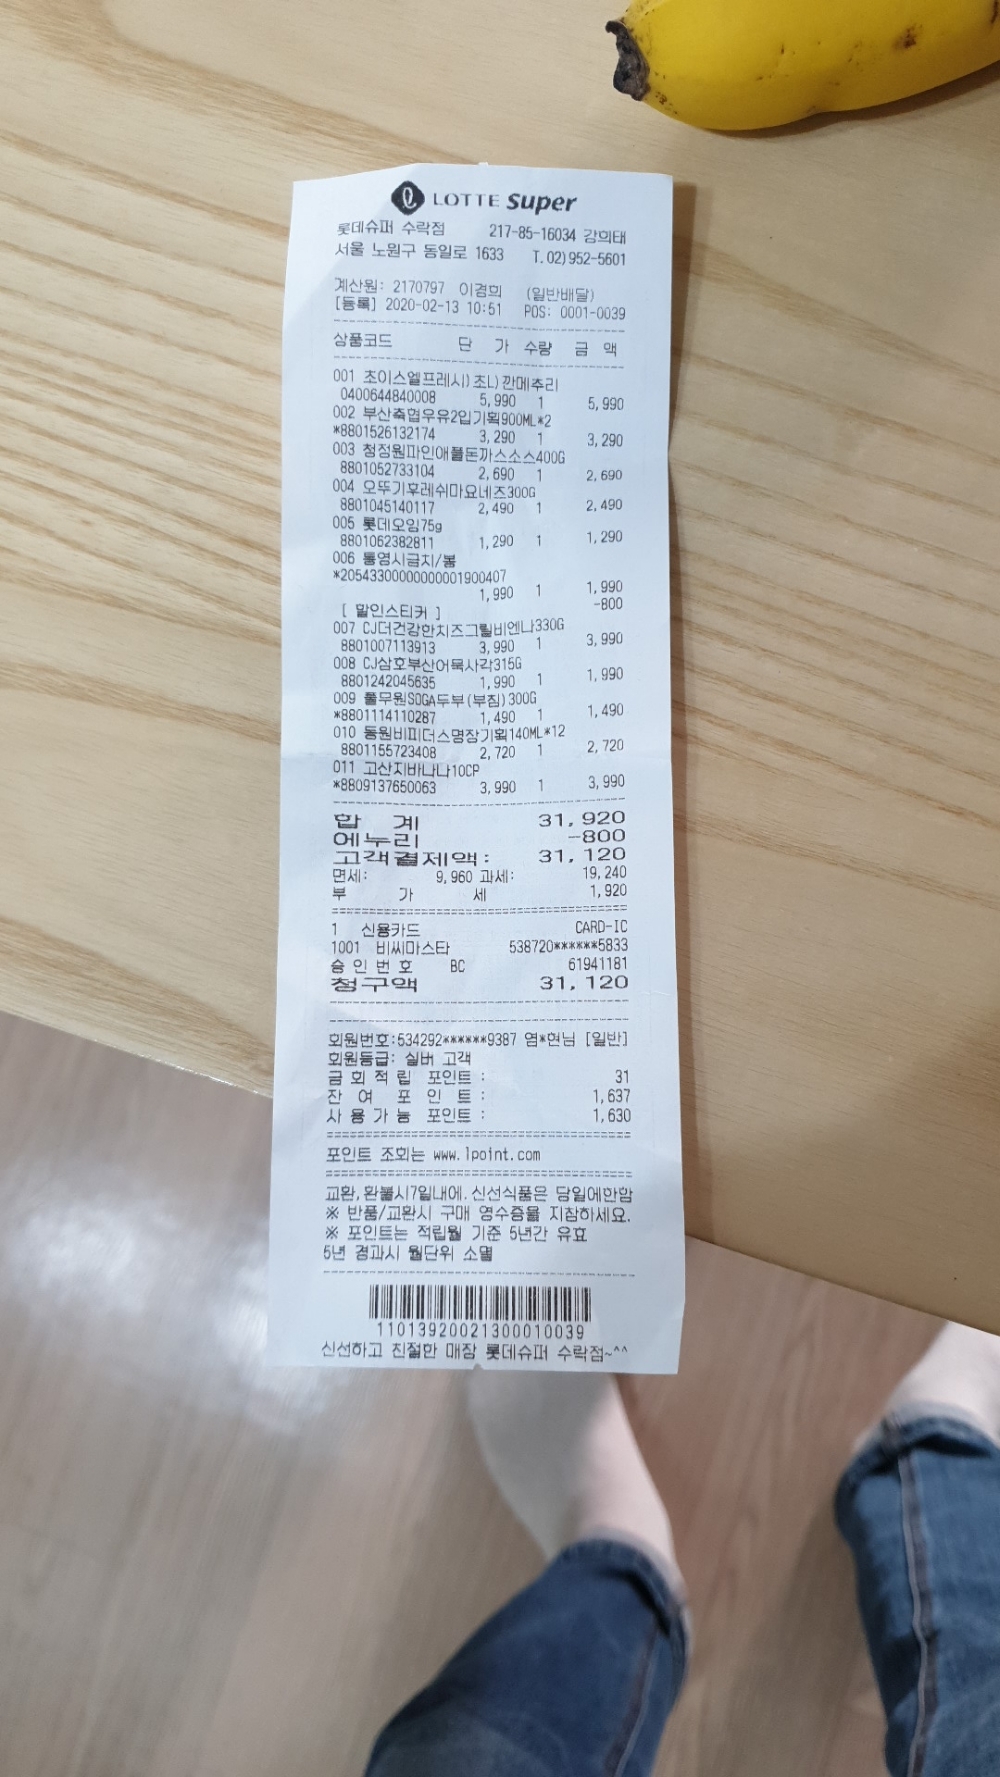 LOTTE super
롯데슈퍼 수락점 217-85-16034 강희태
서울 노원구 동일로 1633 T.02)952-5601
계산원: 2170797 이경희 (일반배달)
[등록] 2020-02-13 10:51 POS: 0001-0039
상품코드 단 가 수량 금 액
001 초이스엘프레시)초L)깐메추리
0400644840008 5,990 1 5,990
002 부산축협우유2입기획900ML*2
*8801526132174 3,290 1 3,290
003 청정원파인애플돈까스소스400G
8801052733104 2,690 1 2,690
004 오뚜기후레쉬마요네즈300G
8801045140117 2,490 1 2,490
005 롯데오잉75g
8801062382811 1,290 1 1,290
006 통영시금치/봉
*20543300000000001900407
1,990 1 1,990
[ 할인스티커 ] -800
007 CJ더건강한치즈그릴비엔나330G
8801007113913 3,990 1 3,990
008 CJ삼호부산어묵사각315G
8801242045635 1,990 1 1,990
009 풀무원SOGA두부(부침)300G
*8801114110287 1,490 1 1,490
010 동원비피더스명장기획140ML*12
8801155723408 2,720 1 2,720
011 고산지바나나10CP
*8809137650063 3,990 1 3,990
합 계 31,920
에누리 -800
고객결제액: 31,120
면세: 9,960 과세: 19,240
부 가 세 1,920
1 신용카드 CARD-IC
1001 비씨마스타 538720******5833
승 인 번 호 BC 61941181
청구액 31,120
회원번호:534292******9387 염*현님 [일반]
회원등급: 실버 고객
금 회 적 립 포인트 : 31
잔 여 포 인 트 : 1,637
사 용 가 능 포인트 : 1,630
포인트 조회는 www.lpoint.com
교환,환불시7일내에.신선식품은 당일에한함
※ 반품/교환시 구매 영수증을 지참하세요.
※ 포인트는 적립월 기준 5년간 유효
5년 경과시 월단위 소멸
11013920021300010039
신선하고 친절한 매장 롯데슈퍼 수락점~^^